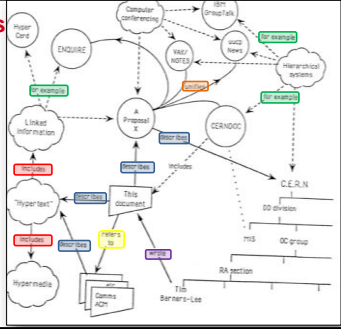 s
Hyper
Card
Computer
conferencing
IBM
GroupTalk
for example
ENQUIRE
VAX/
NOTES
uucp
News
Hierarchical
systems
unifies
for example
for example
Linked
information
A
Proposal
X
CERNDOC
describes
includes
describes
includes
C.E.R.N
"Hypertext"
describes
This
document
DD division
includes
describes
refers
to
wrote
MIS
OC group
RA section
Hypermedia
Comms
ACM
Tim
Berners-Lee